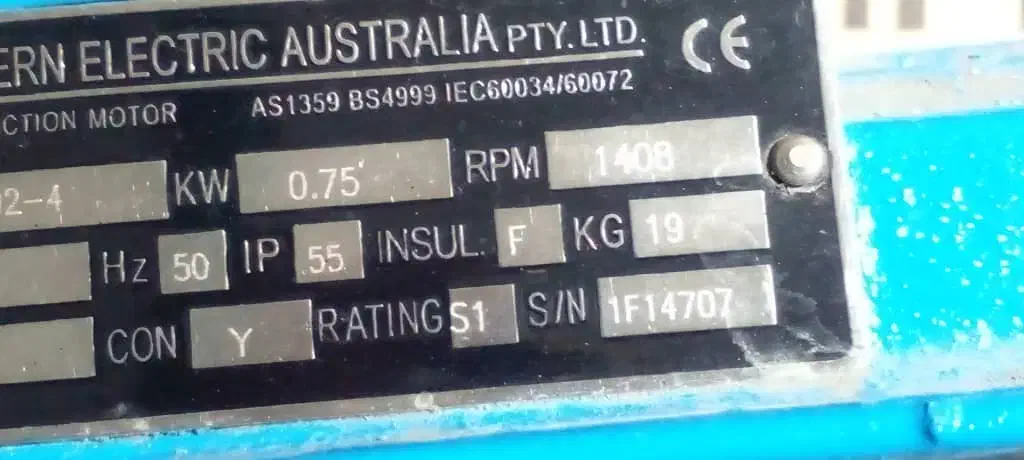 ERN ELECTRIC AUSTRALIA PTY. LTD. CE
CTION MOTOR AS1359 BS4999 IEC60034/60072
2-4 KW 0.75 RPM 1408
Hz 50 IP 55 INSUL. F KG 19
CON Y RATING S1 S/N 1F14707